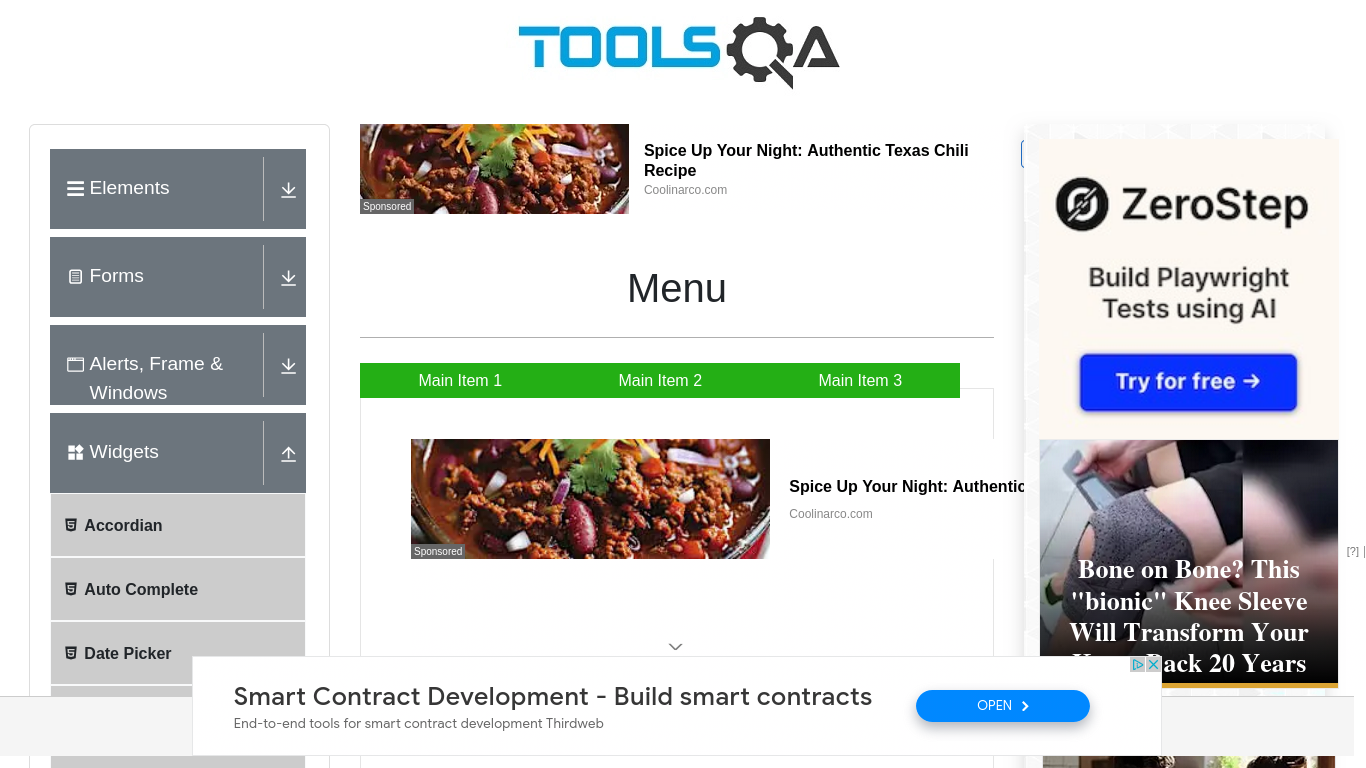 TOOLSQA
Elements
Forms
Alerts, Frame &
Windows
Widgets
Accordian
Auto Complete
Date Picker
Sponsored
Spice Up Your Night: Authentic Texas Chili
Recipe
Coolinarco.com
Menu
Main Item 1
Main Item 2
Main Item 3
Sponsored
Spice Up Your Night: Authentic
Coolinarco.com
ZeroStep
Build Playwright
Tests using AI
Try for free →
Bone on Bone? This
"bionic" Knee Sleeve
Will Transform Your
Back 20 Years
[?]
Smart Contract Development - Build smart contracts
End-to-end tools for smart contract development Thirdweb
OPEN